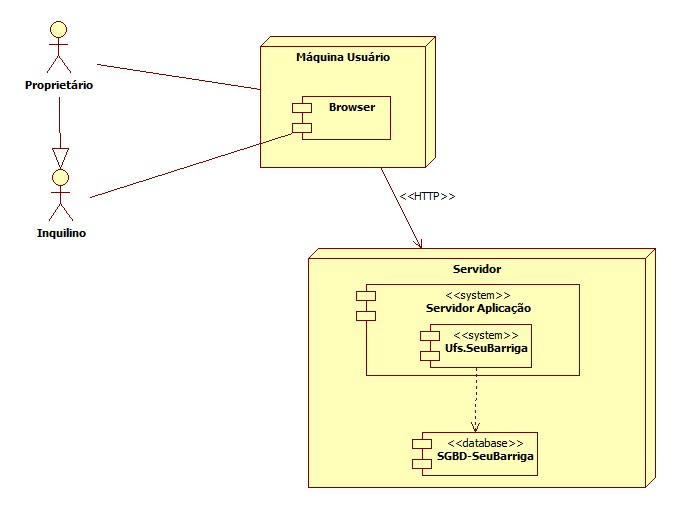 Máquina Usuário
Proprietário
Browser
<<HTTP>>
Inquilino
Servidor
<<system>>
Servidor Aplicação
<<system>>
Ufs.SeuBarriga
<<database>>
SGBD-SeuBarriga